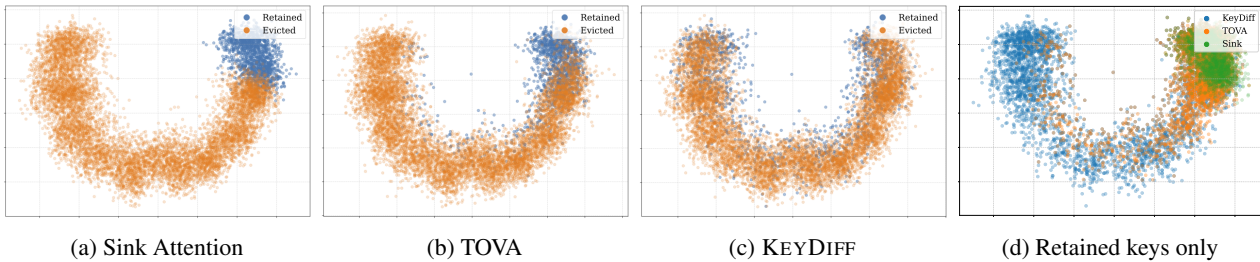 Retained
Evicted
Retained
Evicted
Retained
Evicted
KeyDiff
TOVA
Sink
(a) Sink Attention
(b) TOVA
(c) KEYDIFF
(d) Retained keys only